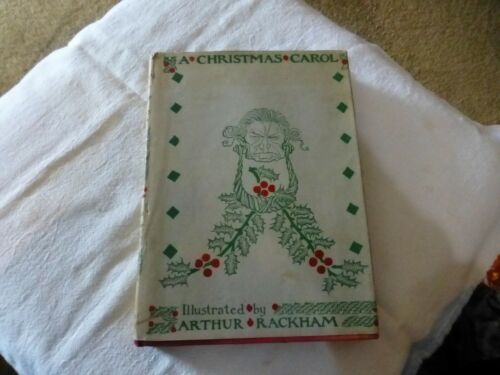 A·CHRISTMAS·CAROL
Illustrated·by
ARTHUR·RACKHAM